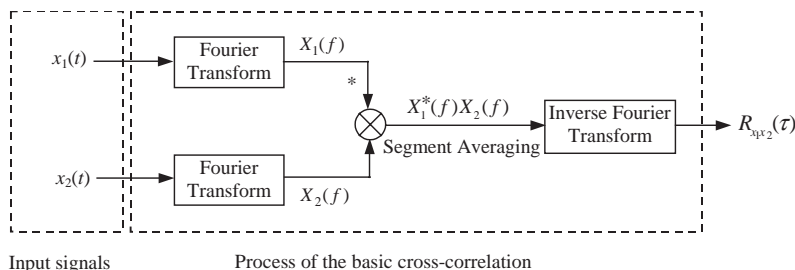 x₁(t)
Fourier
Transform
X₁(f)
*
X₁*(f)X₂(f)
Segment Averaging
Inverse Fourier
Transform
Rₓ₁ₓ₂(τ)
x₂(t)
Fourier
Transform
X₂(f)
Input signals
Process of the basic cross-correlation